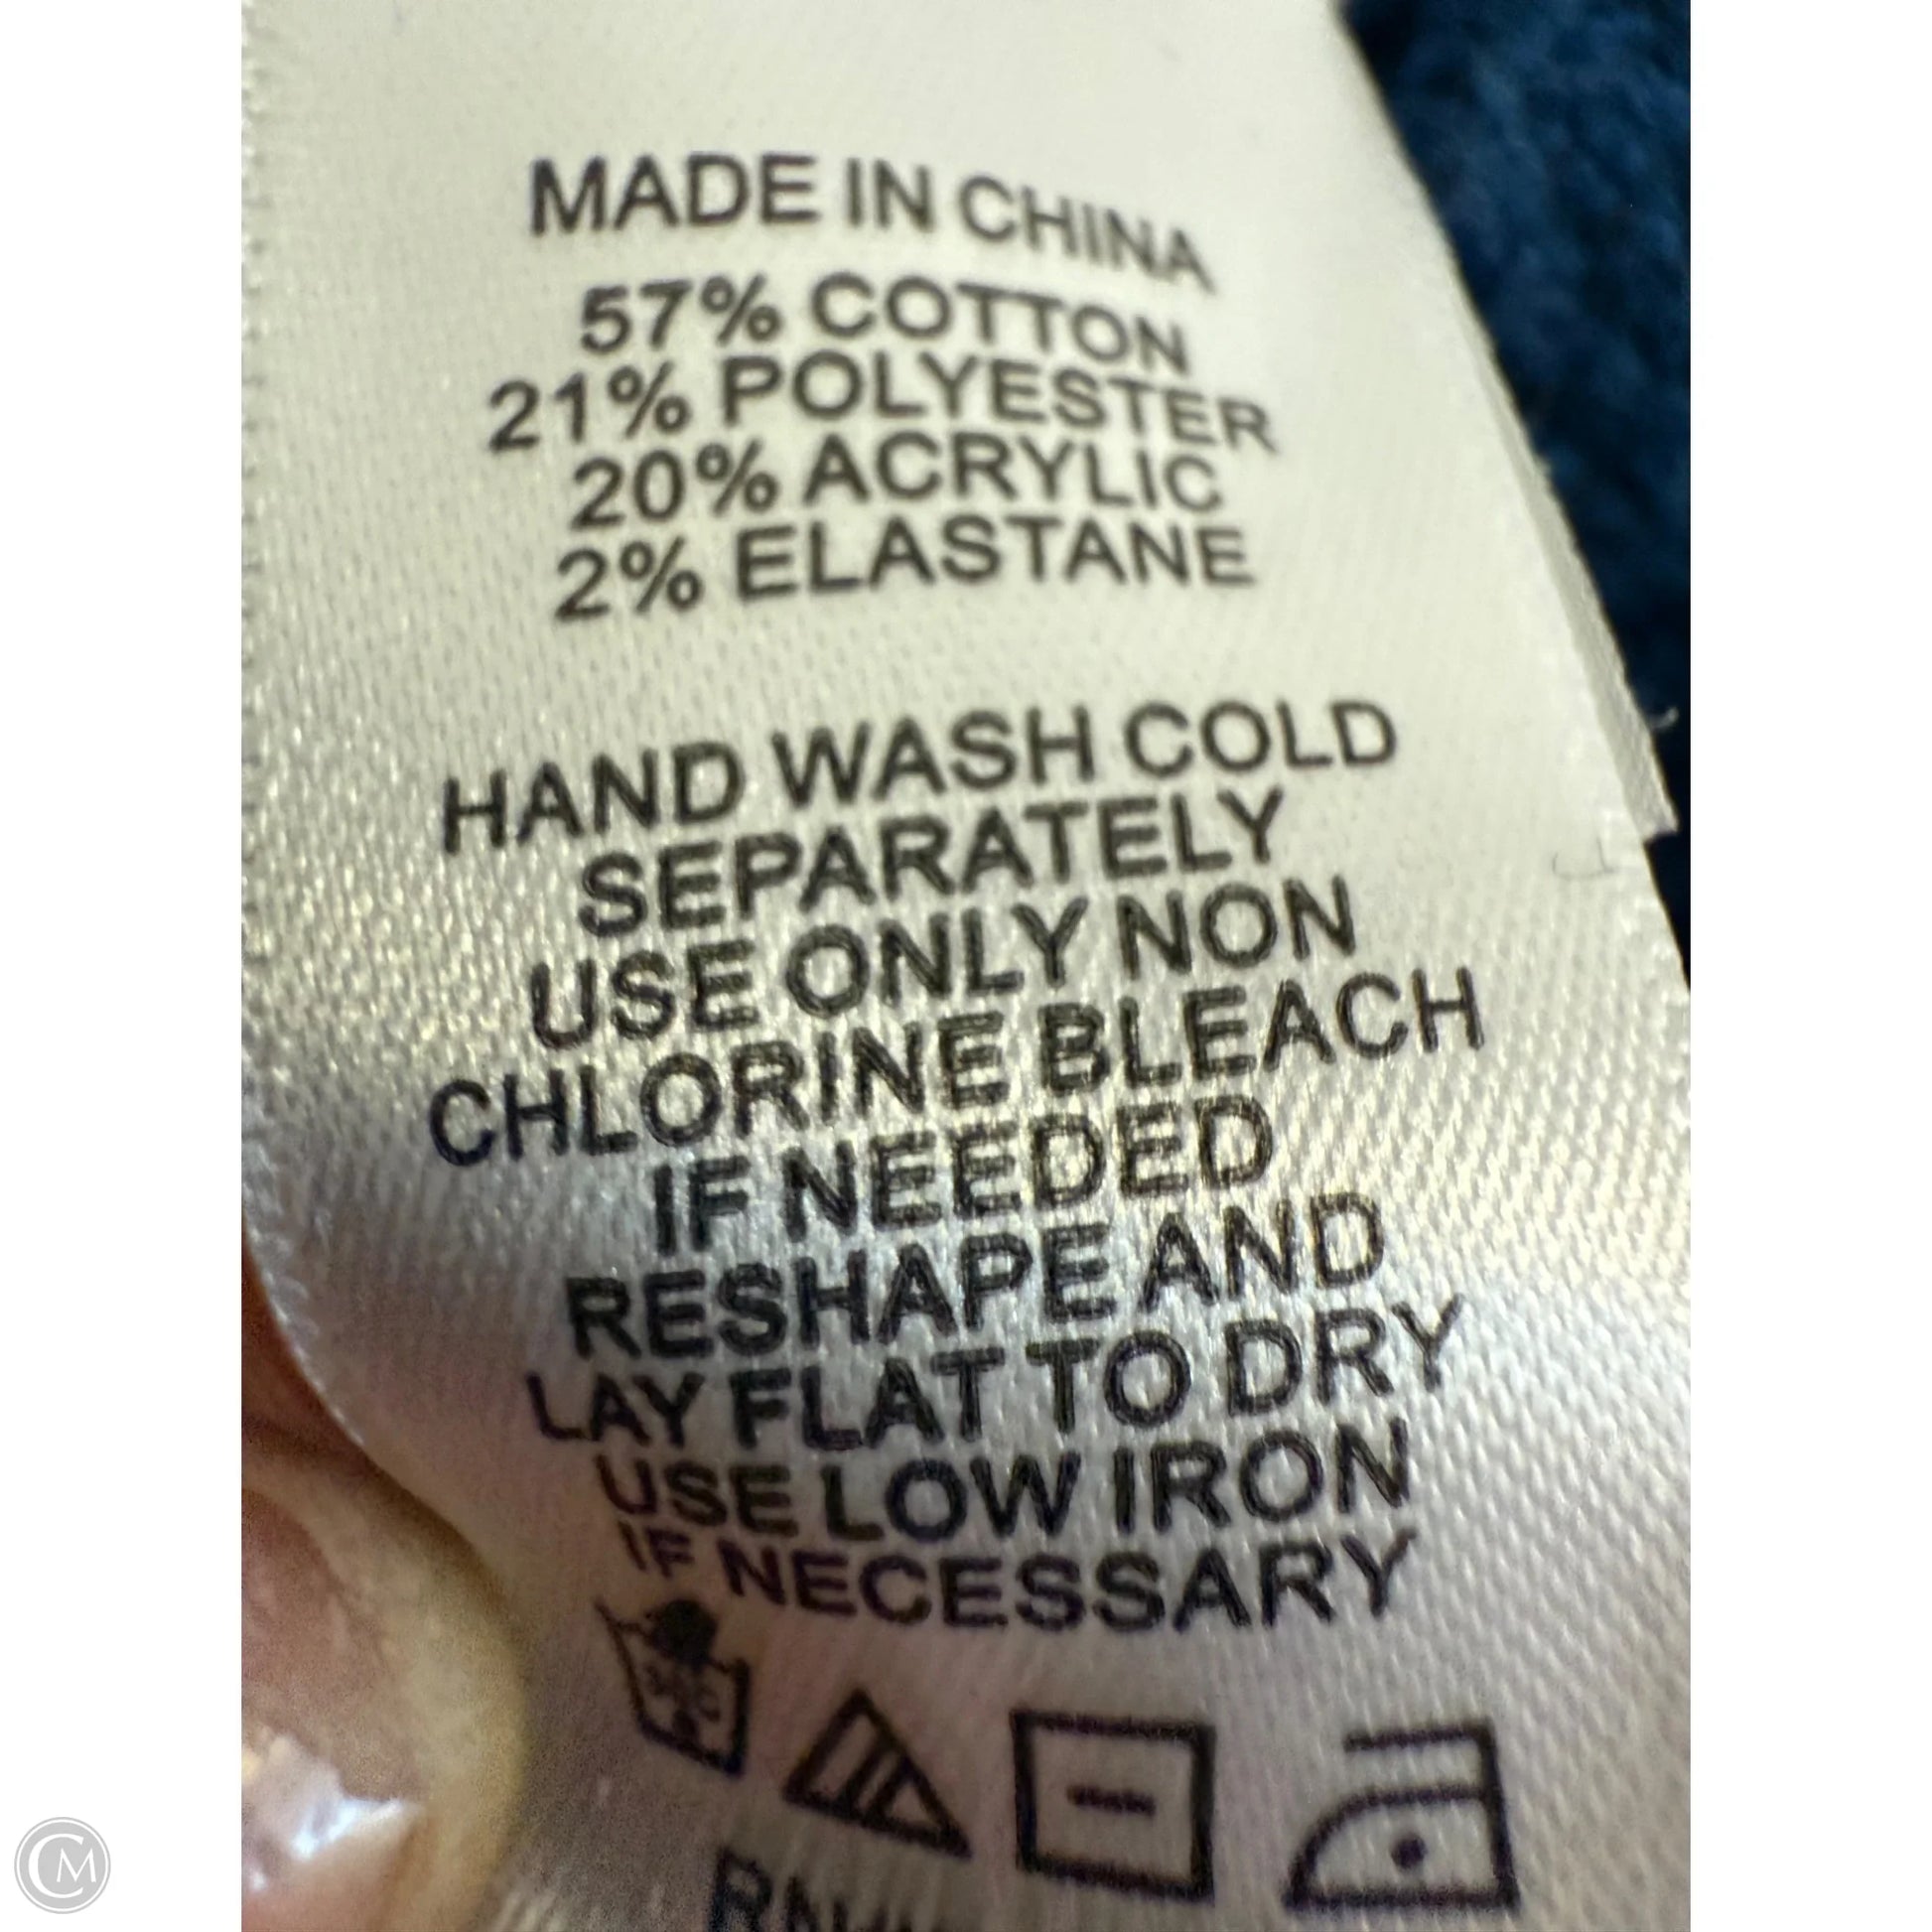 MADE IN CHINA
57% COTTON
21% POLYESTER
20% ACRYLIC
2% ELASTANE
HAND WASH COLD
SEPARATELY
USE ONLY NON
CHLORINE BLEACH
IF NEEDED
RESHAPE AND
LAY FLAT TO DRY
USE LOW IRON
IF NECESSARY
CM